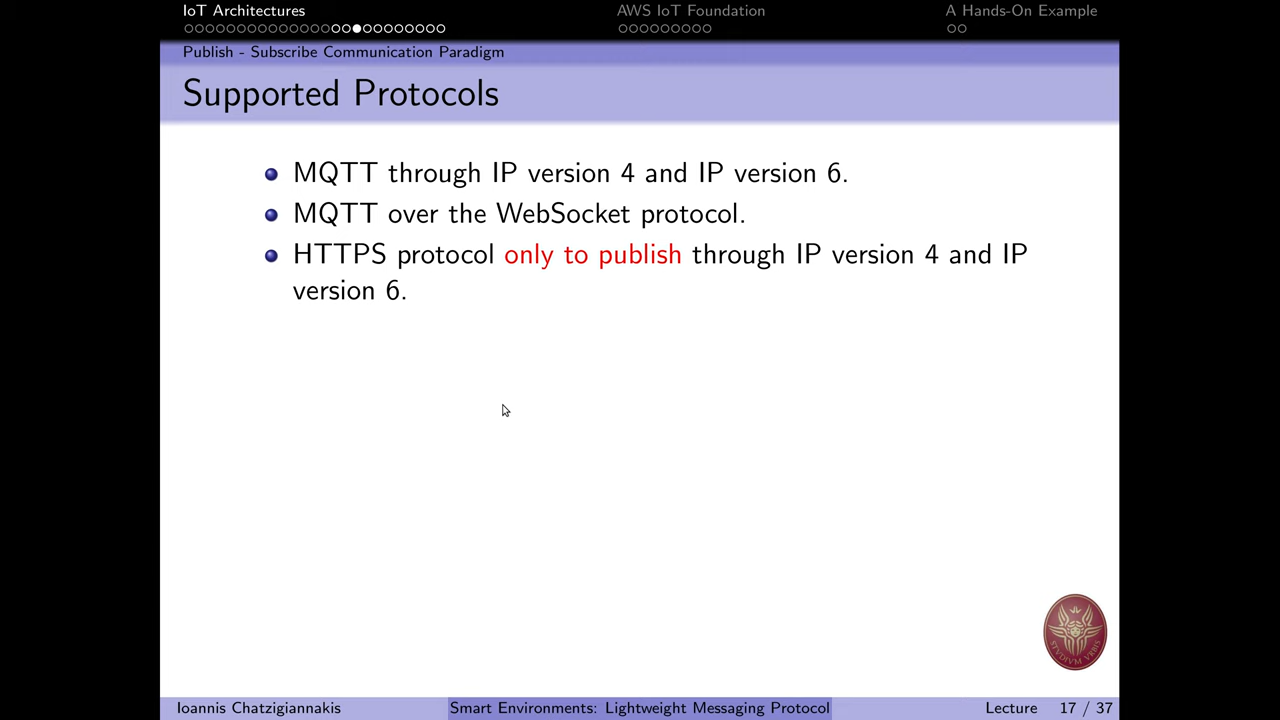 IoT Architectures
AWS IoT Foundation
A Hands-On Example
Publish - Subscribe Communication Paradigm
Supported Protocols
MQTT through IP version 4 and IP version 6.
MQTT over the WebSocket protocol.
HTTPS protocol only to publish through IP version 4 and IP
version 6.
STVDIVM VRBIS
Ioannis Chatzigiannakis
Smart Environments: Lightweight Messaging Protocol
Lecture 17 / 37